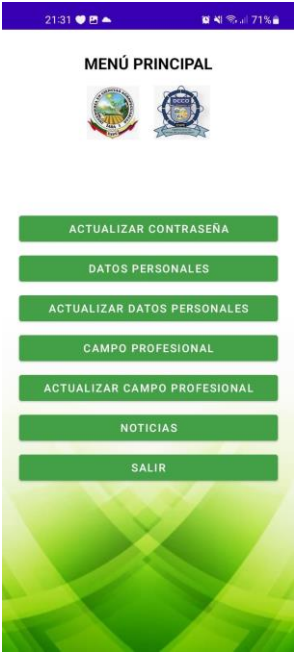 21:31
71%
MENÚ PRINCIPAL
DCCO
ACTUALIZAR CONTRASEÑA
DATOS PERSONALES
ACTUALIZAR DATOS PERSONALES
CAMPO PROFESIONAL
ACTUALIZAR CAMPO PROFESIONAL
NOTICIAS
SALIR